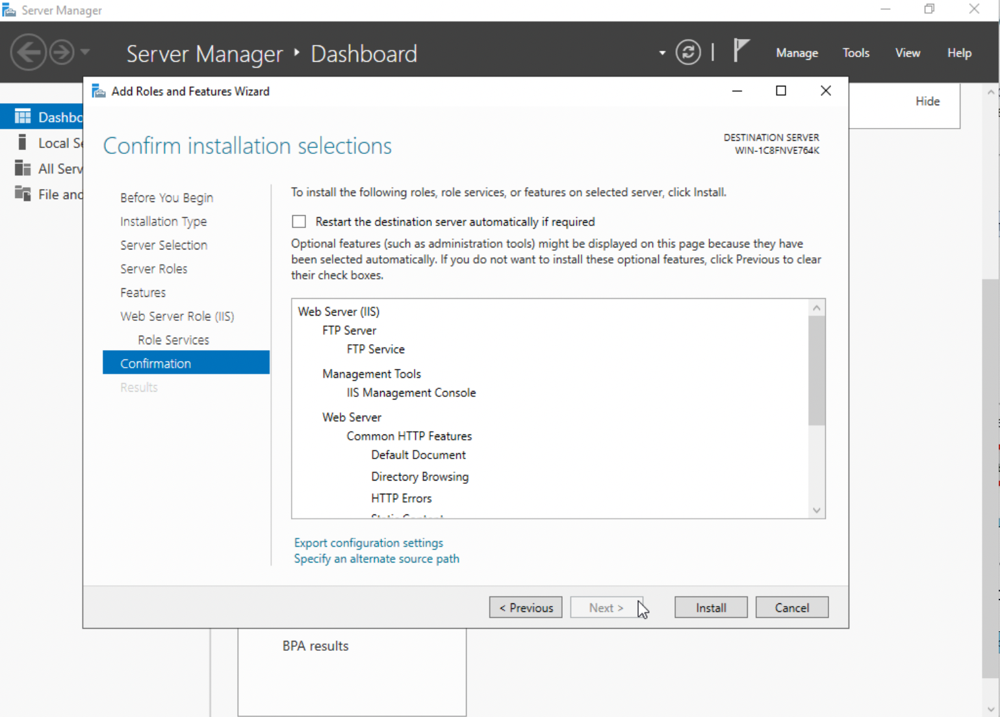 Server Manager
Server Manager ‣ Dashboard
Manage
Tools
View
Help
Add Roles and Features Wizard
Hide
Local
File and
Confirm installation selections
DESTINATION SERVER
WIN-1C8FNVE764K
Before You Begin
Installation Type
Server Selection
Server Roles
Features
Web Server Role (IIS)
Role Services
Confirmation
Results
To install the following roles, role services, or features on selected server, click Install.
Restart the destination server automatically if required
Optional features (such as administration tools) might be displayed on this page because they have
been selected automatically. If you do not want to install these optional features, click Previous to clear
their check boxes.
Web Server (IIS)
FTP Server
FTP Service
Management Tools
IIS Management Console
Web Server
Common HTTP Features
Default Document
Directory Browsing
HTTP Errors
Export configuration settings
Specify an alternate source path
< Previous
Next >
Install
Cancel
BPA results